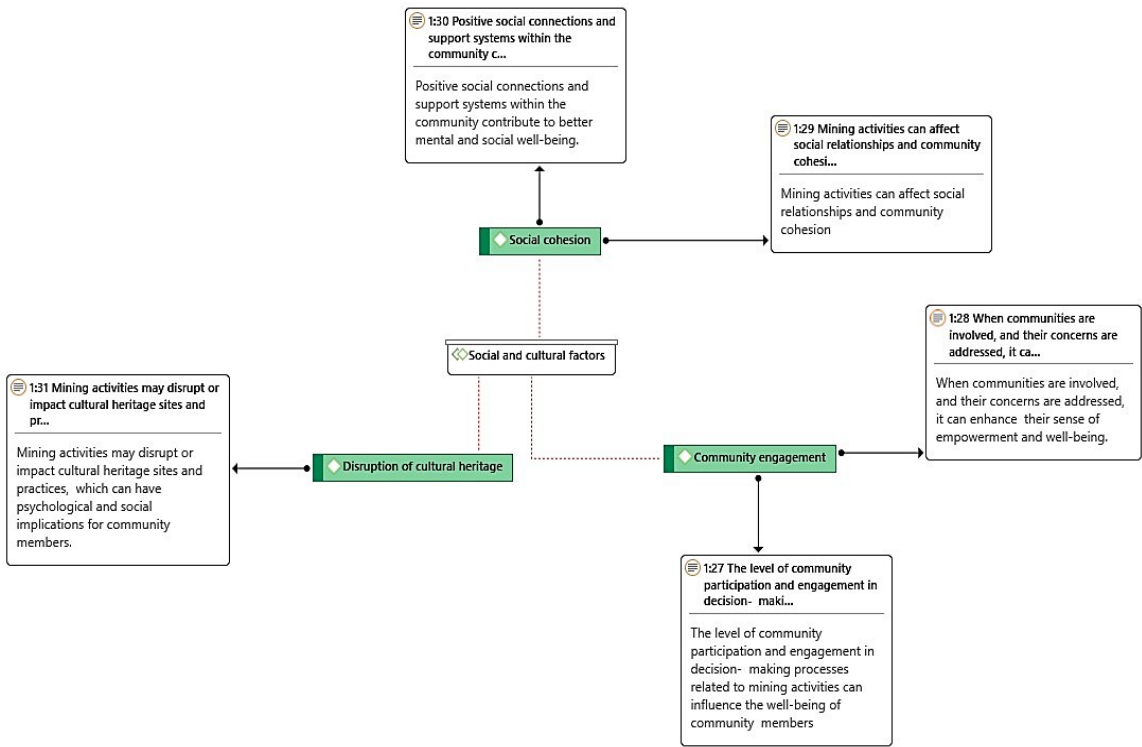 1:30 Positive social connections and
support systems within the
community c...
Positive social connections and
support systems within the
community contribute to better
mental and social well-being.
1:29 Mining activities can affect
social relationships and community
cohesi...
Mining activities can affect social
relationships and community
cohesion
Social cohesion
1:28 When communities are
involved, and their concerns are
addressed, it ca...
When communities are involved,
and their concerns are addressed,
it can enhance  their sense of
empowerment and well-being.
Social and cultural factors
1:31 Mining activities may disrupt or
impact cultural heritage sites and
pr...
Mining activities may disrupt or
impact cultural heritage sites and
practices,  which can have
psychological and social
implications for community
members.
Disruption of cultural heritage
Community engagement
1:27 The level of community
participation and engagement in
decision-  maki...
The level of community
participation and engagement in
decision-  making processes
related to mining activities can
influence the well-being of
community members